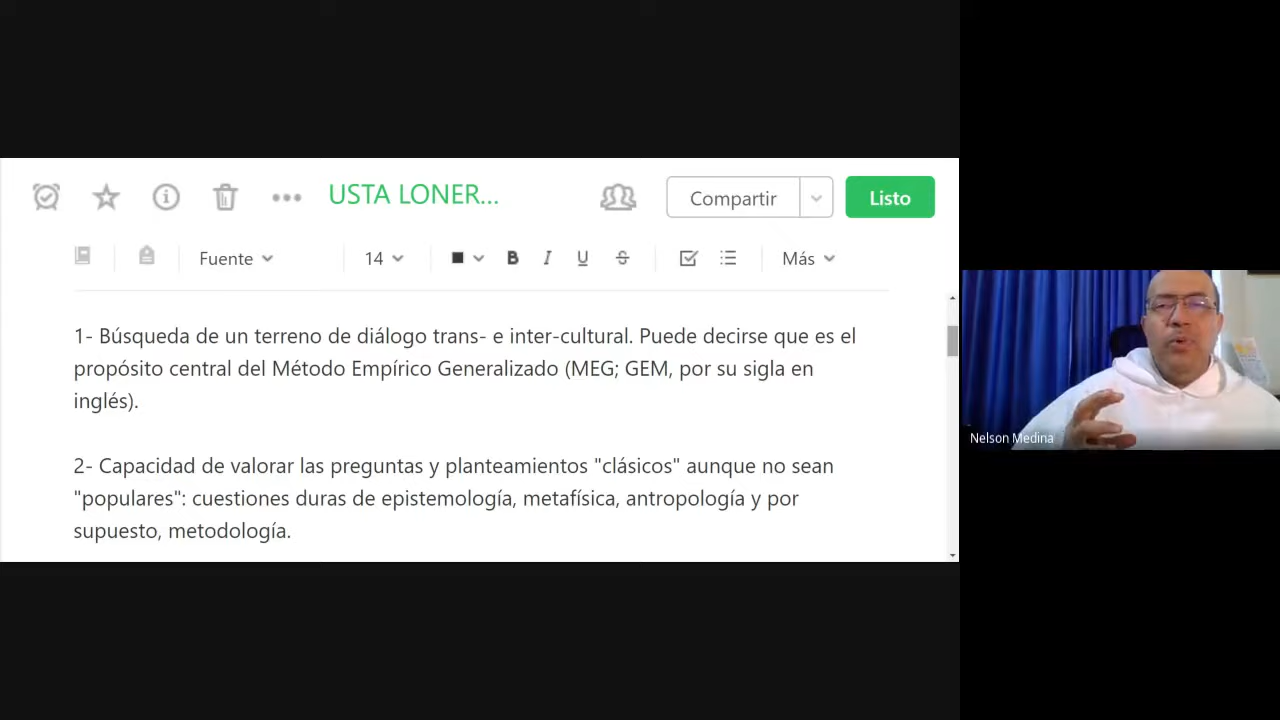 USTA LONER...
Compartir
Listo
Fuente
14
B
I
U
S
Más
1- Búsqueda de un terreno de diálogo trans- e inter-cultural. Puede decirse que es el
propósito central del Método Empírico Generalizado (MEG; GEM, por su sigla en
inglés).
2- Capacidad de valorar las preguntas y planteamientos "clásicos" aunque no sean
"populares": cuestiones duras de epistemología, metafísica, antropología y por
supuesto, metodología.
Nelson Medina